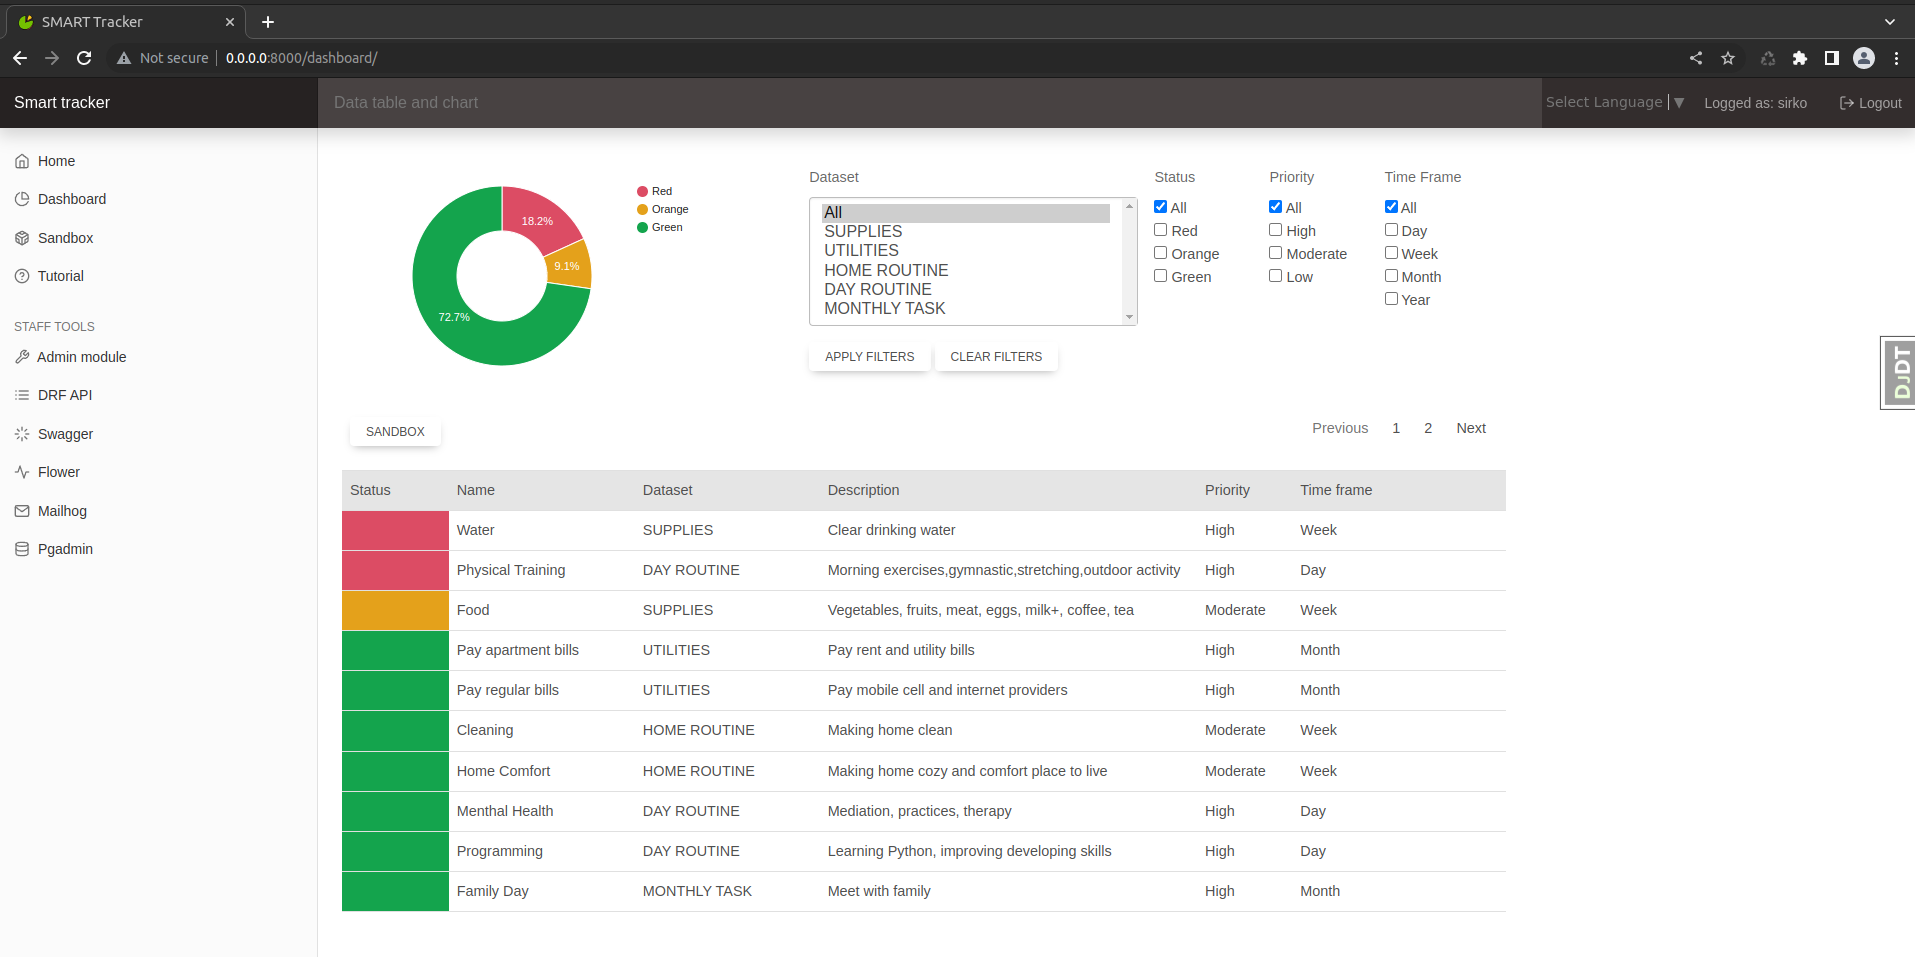 SMART Tracker
Not secure
0.0.0.0:8000/dashboard/
Smart tracker
Data table and chart
Select Language
Logged as: sirko
Logout
Home
Dashboard
Sandbox
Tutorial
STAFF TOOLS
Admin module
DRF API
Swagger
Flower
Mailhog
Pgadmin
18.2%
9.1%
72.7%
Red
Orange
Green
Dataset
All
SUPPLIES
UTILITIES
HOME ROUTINE
DAY ROUTINE
MONTHLY TASK
APPLY FILTERS
CLEAR FILTERS
Status
All
Red
Orange
Green
Priority
All
High
Moderate
Low
Time Frame
All
Day
Week
Month
Year
DJDT
SANDBOX
Previous 1 2 Next
Status Name Dataset Description Priority Time frame
Water SUPPLIES Clear drinking water High Week
Physical Training DAY ROUTINE Morning exercises,gymnastic,stretching,outdoor activity High Day
Food SUPPLIES Vegetables, fruits, meat, eggs, milk+, coffee, tea Moderate Week
Pay apartment bills UTILITIES Pay rent and utility bills High Month
Pay regular bills UTILITIES Pay mobile cell and internet providers High Month
Cleaning HOME ROUTINE Making home clean Moderate Week
Home Comfort HOME ROUTINE Making home cozy and comfort place to live Moderate Week
Menthal Health DAY ROUTINE Mediation, practices, therapy High Day
Programming DAY ROUTINE Learning Python, improving developing skills High Day
Family Day MONTHLY TASK Meet with family High Month